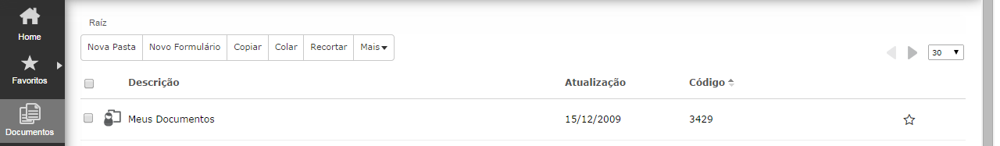 Home
Favoritos
Documentos
Raíz
Nova Pasta Novo Formulário Copiar Colar Recortar Mais
30
Descrição Atualização Código
Meus Documentos 15/12/2009 3429